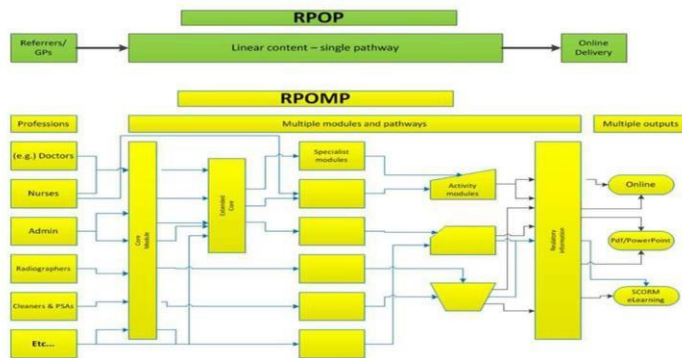 RPOP
Referrers/
GPs
Linear content – single pathway
Online
Delivery
RPOMP
Professions
Multiple modules and pathways
Multiple outputs
(e.g.) Doctors
Nurses
Admin
Radiographers
Cleaners & PSAs
Etc...
Core
Module
Extended
Core
Specialist
modules
Activity
modules
Regulatory
Information
Online
Pdf/PowerPoint
SCORM
eLearning